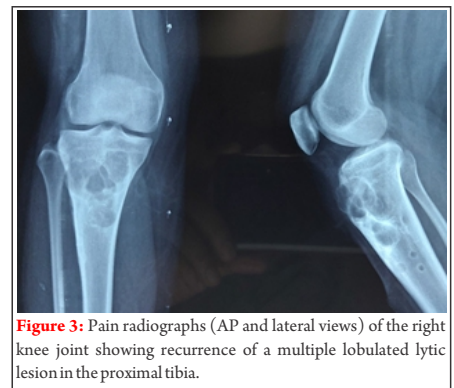 Figure 3: Pain radiographs (AP and lateral views) of the right
knee joint showing recurrence of a multiple lobulated lytic
lesion in the proximal tibia.